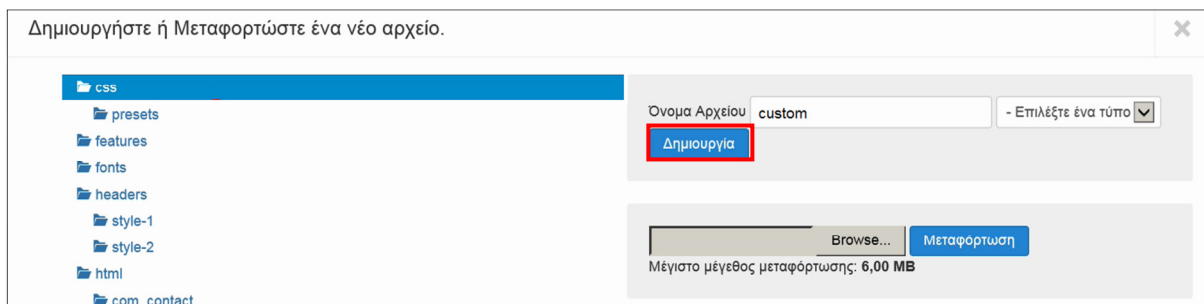 Δημιουργήστε ή Μεταφορτώστε ένα νέο αρχείο.
css
presets
features
fonts
headers
style-1
style-2
html
com_contact
Όνομα Αρχείου custom - Επιλέξτε ένα τύπο
Δημιουργία
Browse... Μεταφόρτωση
Μέγιστο μέγεθος μεταφόρτωσης: 6,00 MB